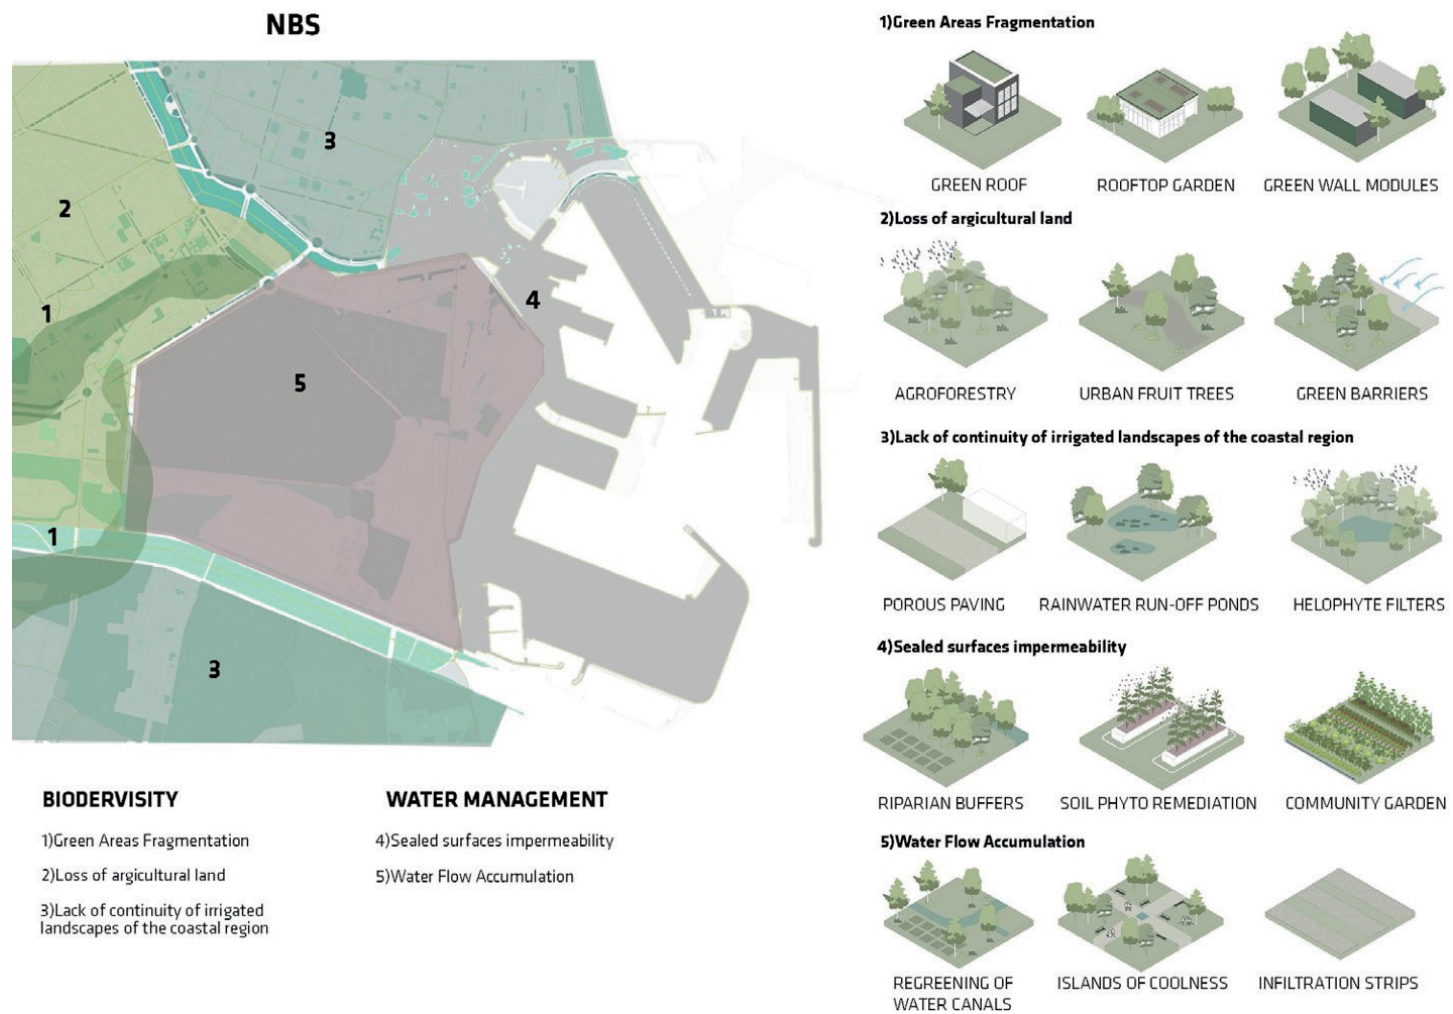 NBS
3
2
1
4
5
1
3
BIODERVISITY
1)Green Areas Fragmentation
2)Loss of argicultural land
3)Lack of continuity of irrigated
landscapes of the coastal region
WATER MANAGEMENT
4)Sealed surfaces impermeability
5)Water Flow Accumulation
1)Green Areas Fragmentation
GREEN ROOF
ROOFTOP GARDEN
GREEN WALL MODULES
2)Loss of argicultural land
AGROFORESTRY
URBAN FRUIT TREES
GREEN BARRIERS
3)Lack of continuity of irrigated landscapes of the coastal region
POROUS PAVING
RAINWATER RUN-OFF PONDS
HELOPHYTE FILTERS
4)Sealed surfaces impermeability
RIPARIAN BUFFERS
SOIL PHYTO REMEDIATION
COMMUNITY GARDEN
5)Water Flow Accumulation
REGREENING OF
WATER CANALS
ISLANDS OF COOLNESS
INFILTRATION STRIPS